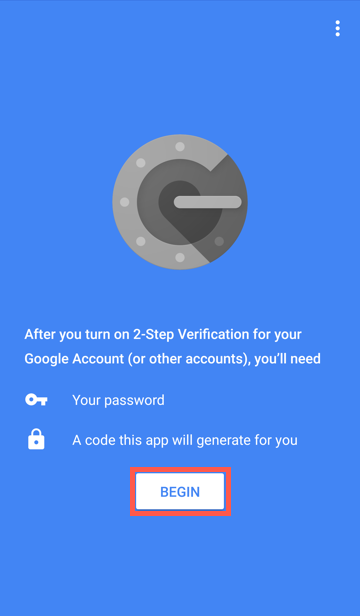 After you turn on 2-Step Verification for your
Google Account (or other accounts), you'll need
Your password
A code this app will generate for you
BEGIN